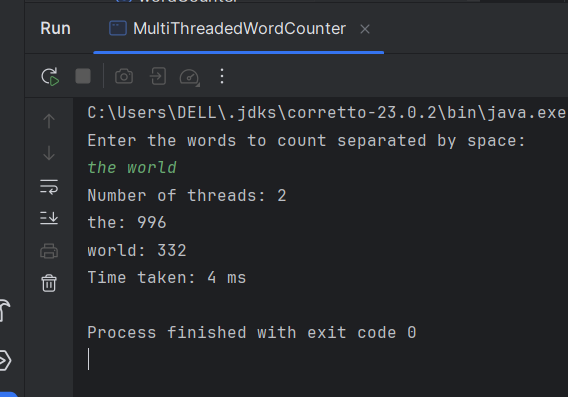 Run MultiThreadedWordCounter
C:\Users\DELL\.jdks\corretto-23.0.2\bin\java.exe
Enter the words to count separated by space:
the world
Number of threads: 2
the: 996
world: 332
Time taken: 4 ms
Process finished with exit code 0